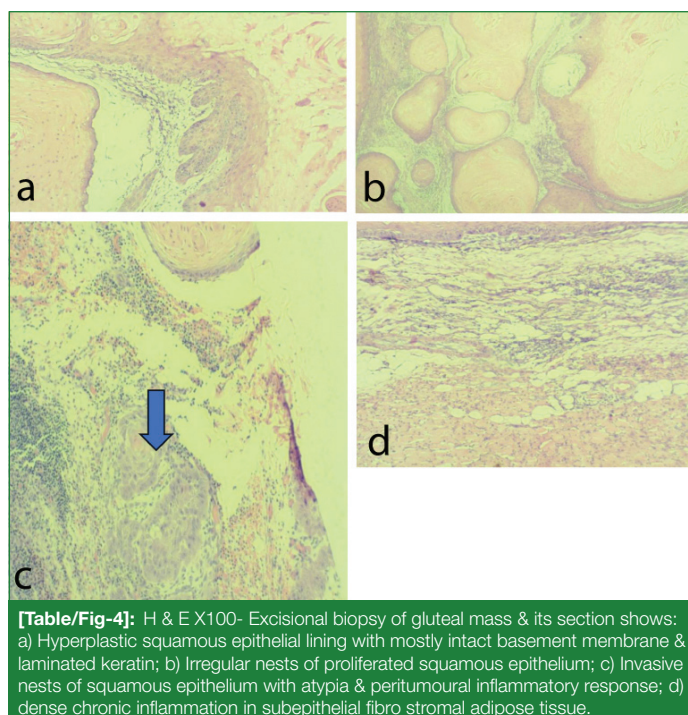 a
b
c
d
[Table/Fig-4]: H & E X100- Excisional biopsy of gluteal mass & its section shows:
a) Hyperplastic squamous epithelial lining with mostly intact basement membrane &
laminated keratin; b) Irregular nests of proliferated squamous epithelium; c) Invasive
nests of squamous epithelium with atypia & peritumoural inflammatory response; d)
dense chronic inflammation in subepithelial fibro stromal adipose tissue.